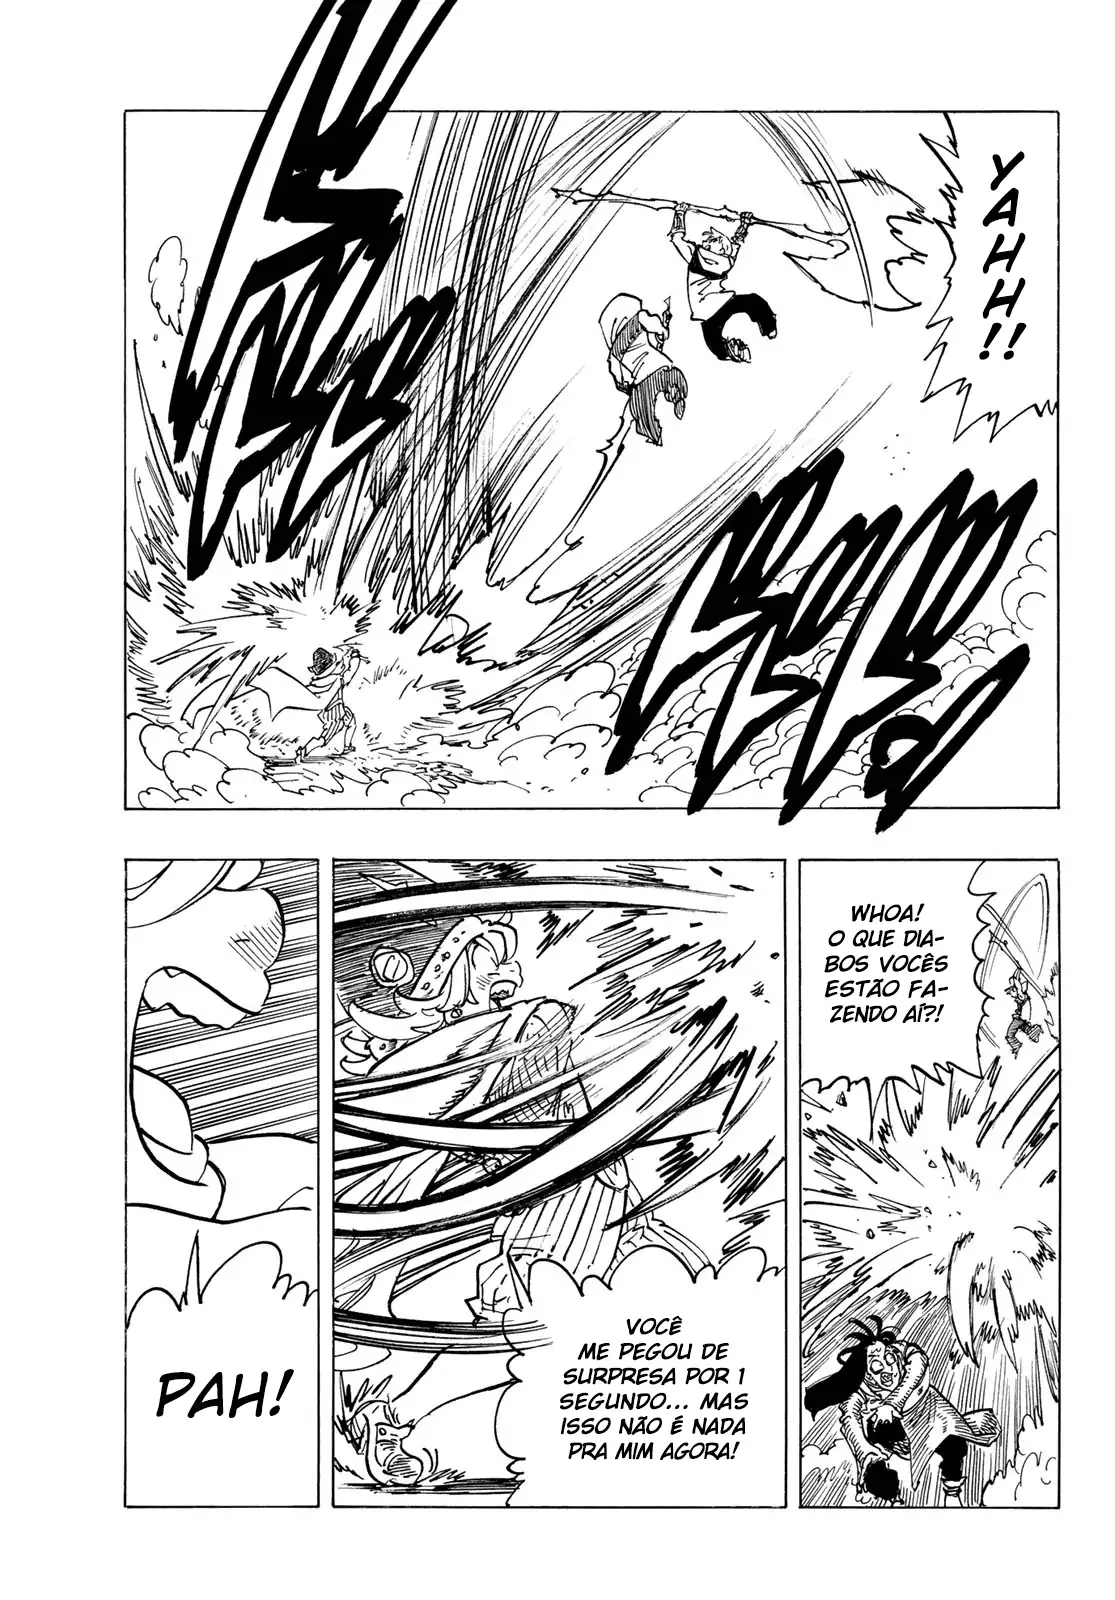 YAHH!!
WHOA!
O QUE DIA-
BOS VOCÊS
ESTÃO FA-
ZENDO AÍ?!
VOCÊ
ME PEGOU DE
SURPRESA POR 1
SEGUNDO... MAS
ISSO NÃO É NADA
PRA MIM AGORA!
PAH!